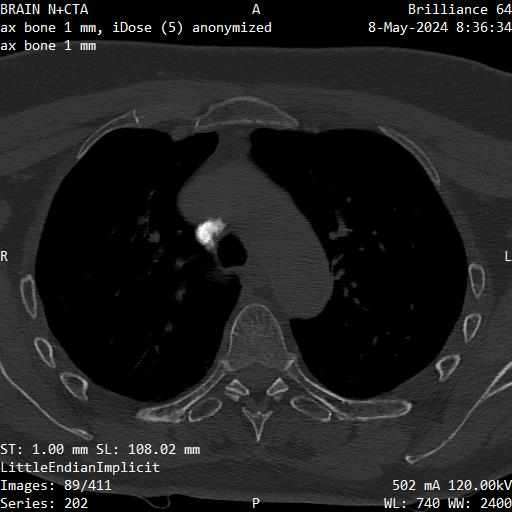 BRAIN N+CTA
A
Brilliance 64
ax bone 1 mm, iDose (5) anonymized
8-May-2024 8:36:34
ax bone 1 mm
R
L
ST: 1.00 mm SL: 108.02 mm
LittleEndianImplicit
Images: 89/411
502 mA 120.00kV
Series: 202
P
WL: 740 WW: 2400